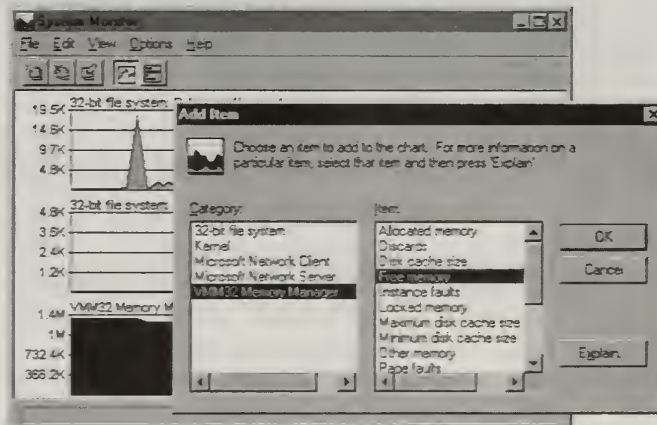 System Monitor
File Edit View Options Help
32-bit file system:
19.5K
14.6K
9.7K
4.8K
32-bit file system:
4.8K
3.6K
2.4K
1.2K
VMM32 Memory M
1.4M
1M
732.4K
366.2K
Add Item
Choose an item to add to the chart. For more information on a
particular item, select that item and then press 'Explain'
Category:
32-bit file system
Kernel
Microsoft Network Client
Microsoft Network Server
VMM32 Memory Manager
Item:
Allocated memory
Discards
Disk cache size
Free memory
Instance faults
Locked memory
Maximum disk cache size
Minimum disk cache size
Other memory
Page faults
OK
Cancel
Explain